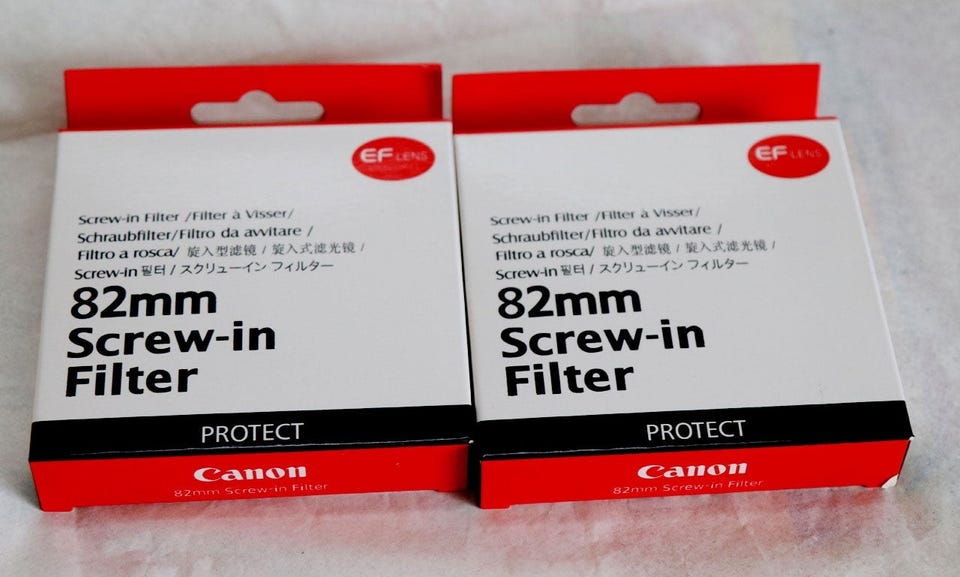 EF LENS
Screw-in Filter /Filter à Visser/
Schraubfilter/Filtro da avvitare /
Filtro a rosca/ 旋入型滤镜 / 旋入式滤光镜 /
Screw-in 필터 / スクリューイン フィルター
82mm
Screw-in
Filter
PROTECT
Canon
82mm Screw-in Filter
EF LENS
Screw-in Filter /Filter à Visser/
Schraubfilter/Filtro da avvitare /
Filtro a rosca/ 旋入型滤镜 / 旋入式滤光镜 /
Screw-in 필터 / スクリューイン フィルター
82mm
Screw-in
Filter
PROTECT
Canon
82mm Screw-in Filter